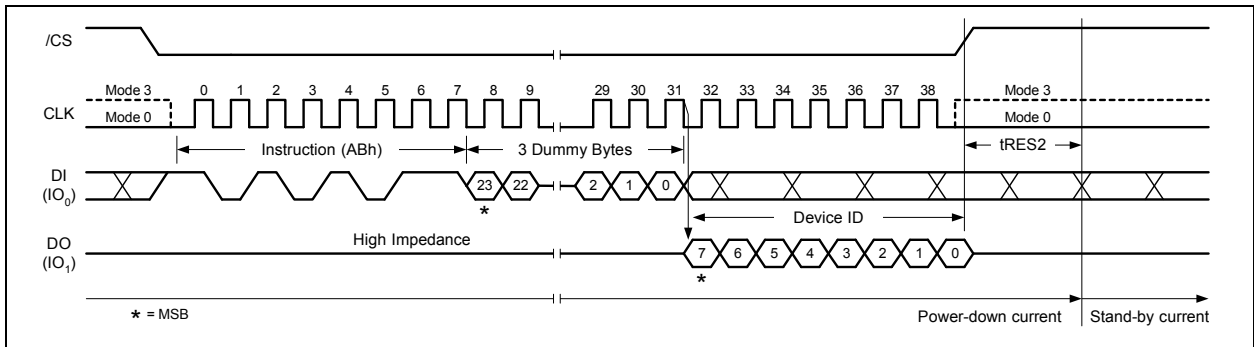 /CS
Mode 3 0 1 2 3 4 5 6 7 8 9 29 30 31 32 33 34 35 36 37 38 Mode 3
CLK
Mode 0 Mode 0
Instruction (ABh) 3 Dummy Bytes tRES2
DI
(IO0) 23 22 2 1 0
* Device ID
DO High Impedance
(IO1) 7 6 5 4 3 2 1 0
*
* = MSB Power-down current Stand-by current